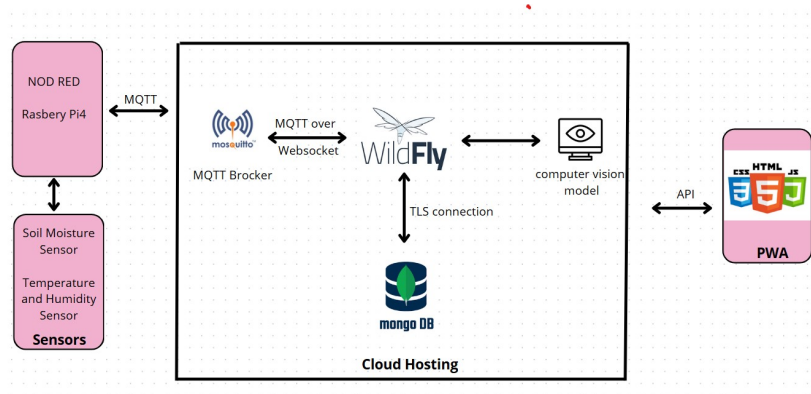 NOD RED
Rasbery Pi4
MQTT
Soil Moisture
Sensor
Temperature
and Humidity
Sensor
Sensors
mosquitto
MQTT Brocker
MQTT over
Websocket
WildFly
computer vision
model
TLS connection
mongo DB
Cloud Hosting
API
CSS HTML JS
3 5 J
PWA